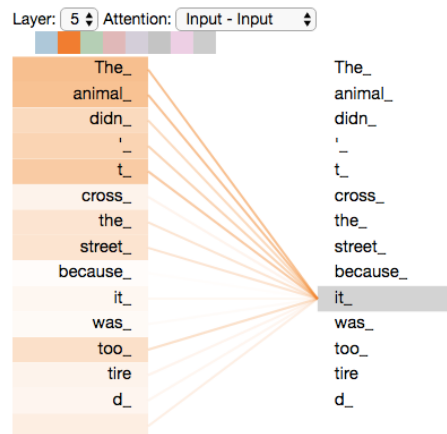 Layer: 5 Attention: Input - Input
The_ The_
animal_ animal_
didn_ didn_
'_ '_
t_ t_
cross_ cross_
the_ the_
street_ street_
because_ because_
it_ it_
was_ was_
too_ too_
tire tire
d_ d_